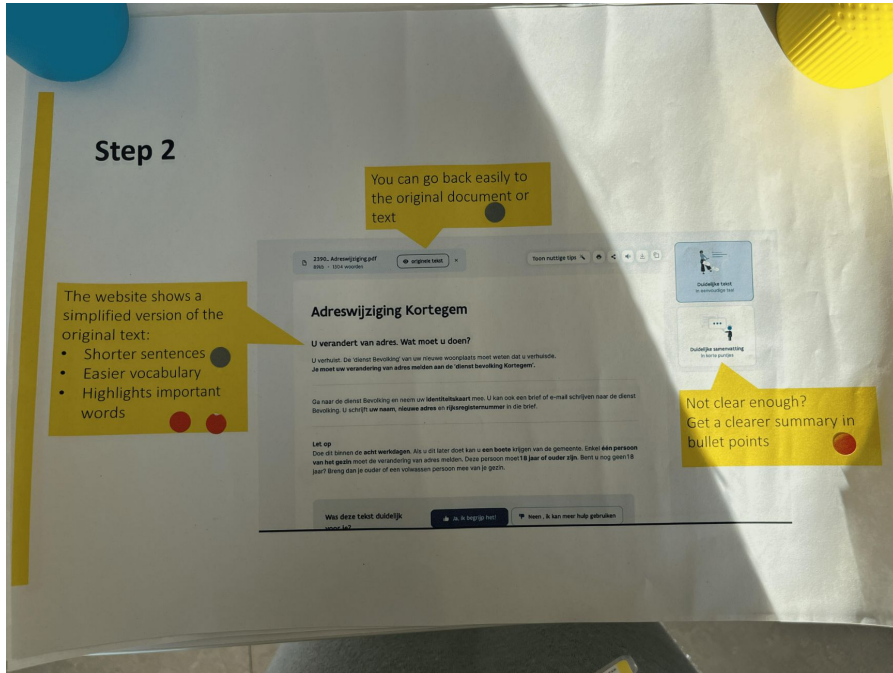 Step 2
You can go back easily to
the original document or
text
2390_ Adreswijziging.pdf
1304 woorden
originele tekst
×
Toon nuttige tips
The website shows a
simplified version of the
original text:
• Shorter sentences
• Easier vocabulary
• Highlights important
words
Adreswijziging Kortegem
U verandert van adres. Wat moet u doen?
U verhuist. De 'dienst Bevolking' van uw nieuwe woonplaats moet weten dat u verhuisde.
Je moet uw verandering van adres melden aan de 'dienst bevolking Kortegem'.
Ga naar de dienst Bevolking en neem uw identiteitskaart mee. U kan ook een brief of e-mail schrijven naar de dienst
Bevolking. U schrijft uw naam, nieuwe adres en rijksregisternummer in die brief.
Let op
Doe dit binnen de acht werkdagen. Als u dit later doet kan u een boete krijgen van de gemeente. Enkel één persoon
van het gezin moet de verandering van adres melden. Deze persoon moet 18 jaar of ouder zijn. Bent u nog geen 18
jaar? Breng dan je ouder of een volwassen persoon mee van je gezin.
Was deze tekst duidelijk
voor je?
Ja, ik begrijp het!
Neen, ik kan meer hulp gebruiken
Duidelijke tekst
in eenvoudige taal
Duidelijke samenvatting
in korte puntjes
Not clear enough?
Get a clearer summary in
bullet points